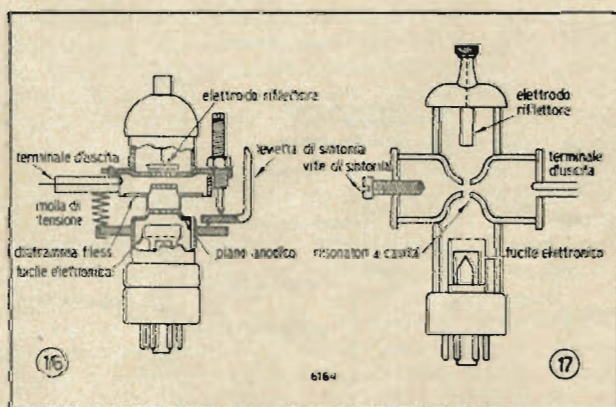 elettrodo riflettore
terminale d'uscita
levetta di sintonia
vite di sintonia
molla di
tensione
diaframma fless.
fucile elettronico
piano anodico
16
6164
elettrodo
riflettore
terminale
d'uscita
risonatori a cavità
fucile elettronico
17